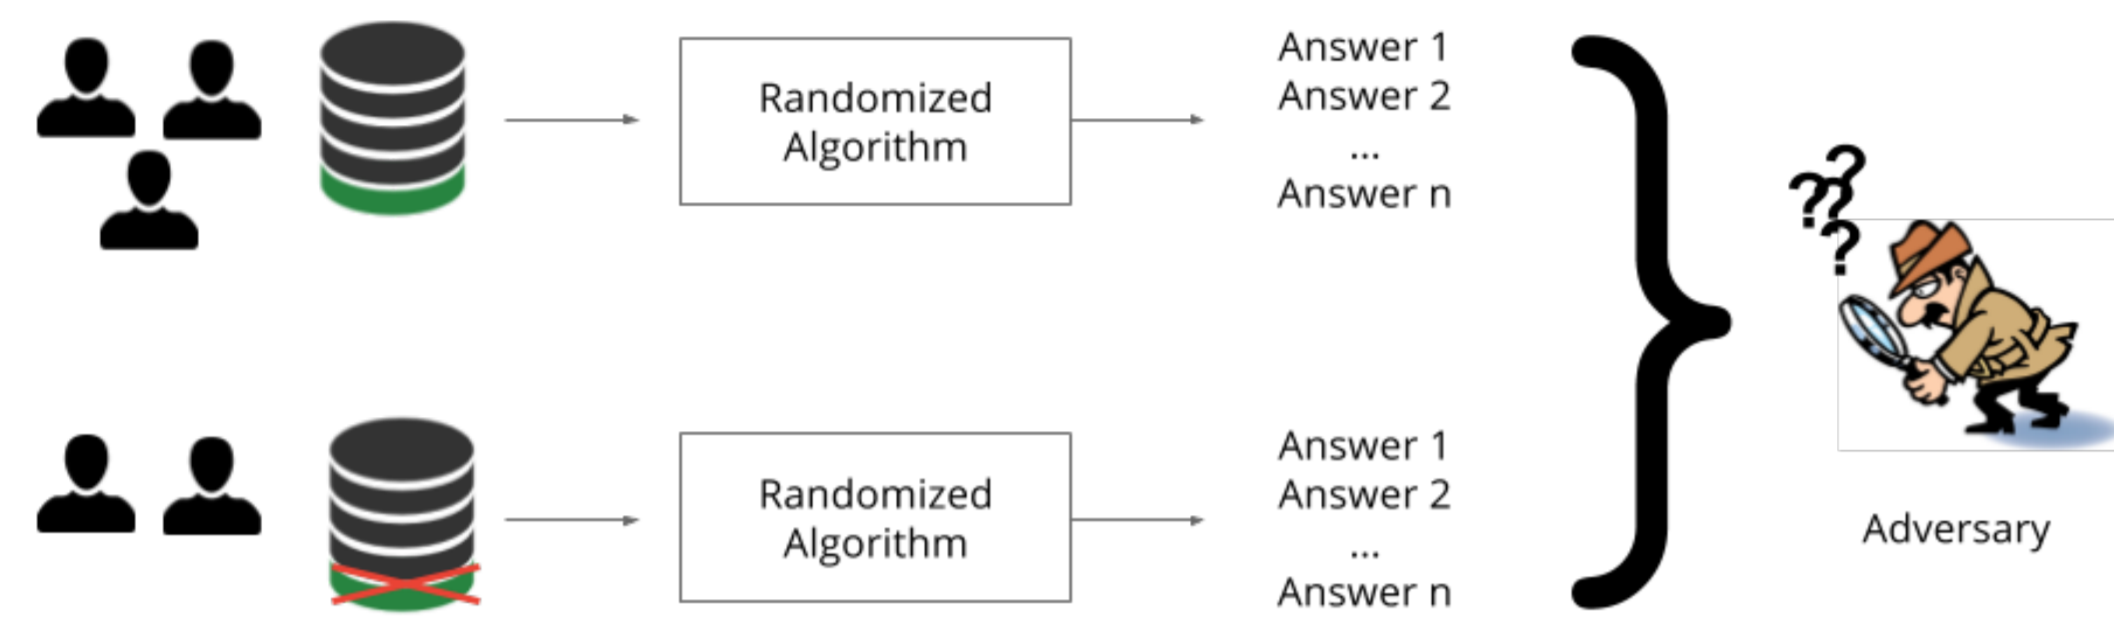 Randomized
Algorithm
Answer 1
Answer 2
...
Answer n
????
Randomized
Algorithm
Answer 1
Answer 2
...
Answer n
Adversary